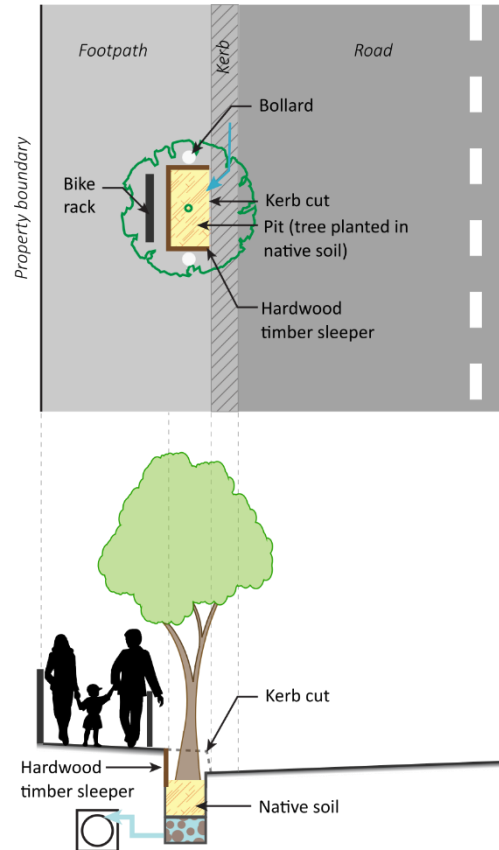 Footpath
Kerb
Road
Bollard
Bike
rack
Kerb cut
Pit (tree planted in
native soil)
Property boundary
Hardwood
timber sleeper
Kerb cut
Hardwood
timber sleeper
Native soil